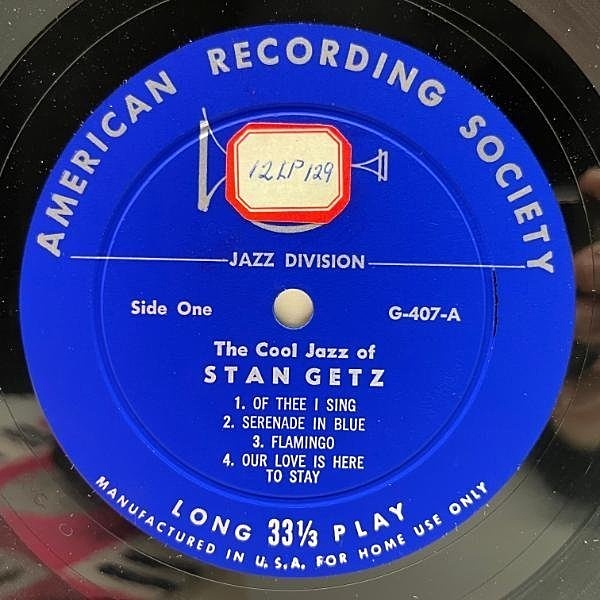 AMERICAN RECORDING SOCIETY
12LP129
JAZZ DIVISION
Side One
G-407-A
The Cool Jazz of
STAN GETZ
1. OF THEE I SING
2. SERENADE IN BLUE
3. FLAMINGO
4. OUR LOVE IS HERE
TO STAY
LONG 33⅓ PLAY
MANUFACTURED IN U.S.A. FOR HOME USE ONLY